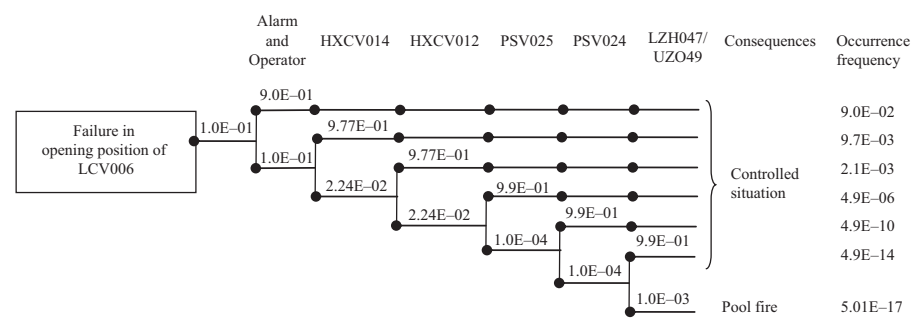 Alarm and Operator
HXCV014
HXCV012
PSV025
PSV024
LZH047/
UZO49
Consequences
Occurrence frequency
Failure in
opening position of
LCV006
1.0E–01
9.0E–01
1.0E–01
9.77E–01
2.24E–02
9.77E–01
2.24E–02
9.9E–01
1.0E–04
9.9E–01
1.0E–04
9.9E–01
1.0E–03
Controlled
situation
Pool fire
9.0E–02
9.7E–03
2.1E–03
4.9E–06
4.9E–10
4.9E–14
5.01E–17